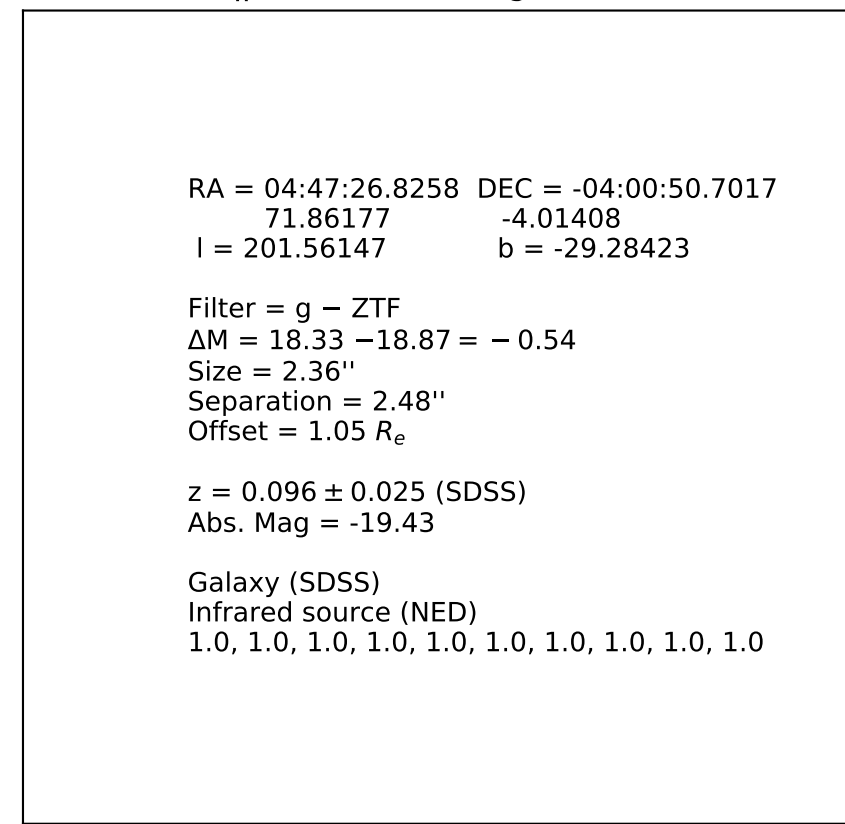 RA = 04:47:26.8258 DEC = -04:00:50.7017
71.86177 -4.01408
l = 201.56147 b = -29.28423
Filter = g − ZTF
ΔM = 18.33 −18.87 = − 0.54
Size = 2.36''
Separation = 2.48''
Offset = 1.05 Re
z = 0.096 ± 0.025 (SDSS)
Abs. Mag = -19.43
Galaxy (SDSS)
Infrared source (NED)
1.0, 1.0, 1.0, 1.0, 1.0, 1.0, 1.0, 1.0, 1.0, 1.0